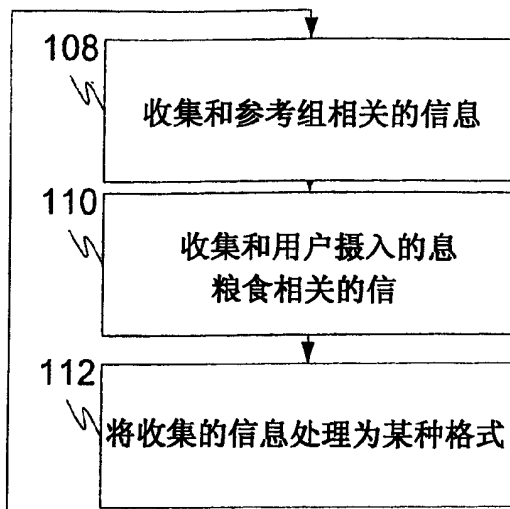 108
收集和参考组相关的信息
110
收集和用户摄入的息
粮食相关的信
112
将收集的信息处理为某种格式